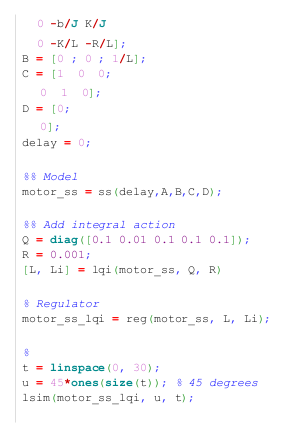 0 -b/J K/J
0 -K/L -R/L];
B = [0 ; 0 ; 1/L];
C = [1 0 0;
0 1 0];
D = [0;
0];
delay = 0;
%% Model
motor_ss = ss(delay,A,B,C,D);
%% Add integral action
Q = diag([0.1 0.01 0.1 0.1 0.1]);
R = 0.001;
[L, Li] = lqi(motor_ss, Q, R)
% Regulator
motor_ss_lqi = reg(motor_ss, L, Li);
%
t = linspace(0, 30);
u = 45*ones(size(t)); % 45 degrees
lsim(motor_ss_lqi, u, t);